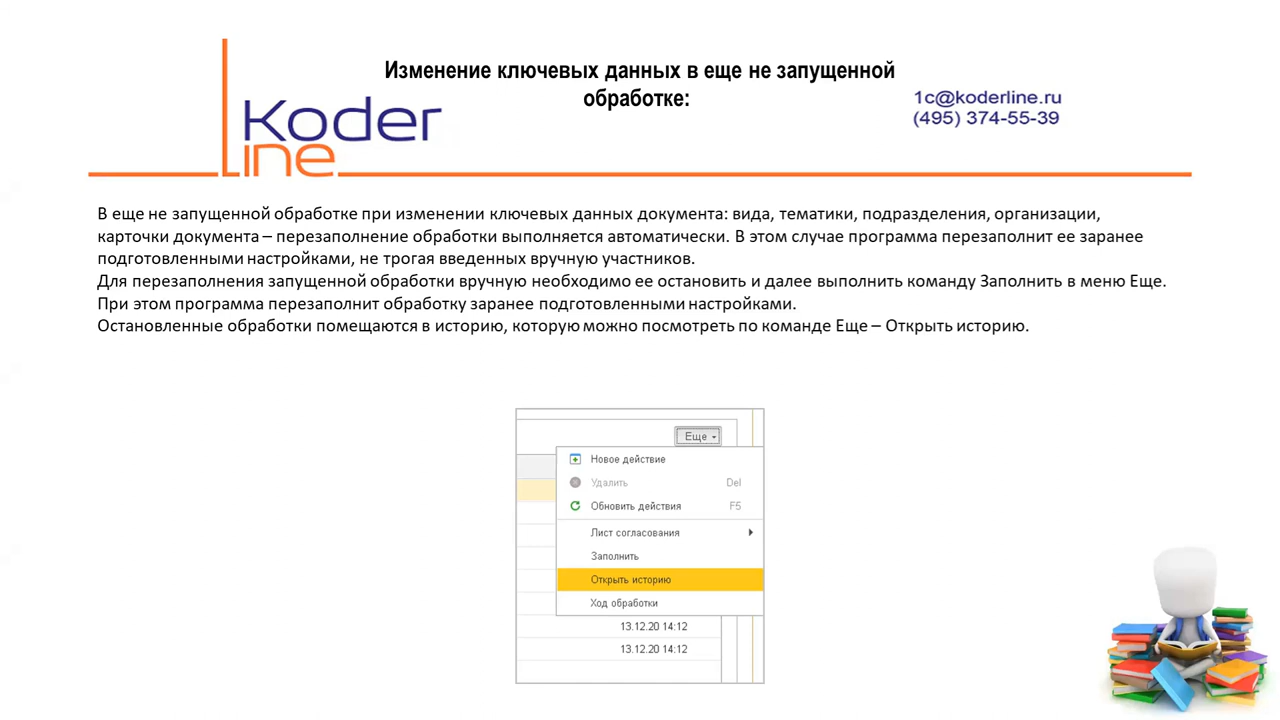 Изменение ключевых данных в еще не запущенной
обработке:
Koder
Line
1c@koderline.ru
(495) 374-55-39
В еще не запущенной обработке при изменении ключевых данных документа: вида, тематики, подразделения, организации,
карточки документа – перезаполнение обработки выполняется автоматически. В этом случае программа перезаполнит ее заранее
подготовленными настройками, не трогая введенных вручную участников.
Для перезаполнения запущенной обработки вручную необходимо ее остановить и далее выполнить команду Заполнить в меню Еще.
При этом программа перезаполнит обработку заранее подготовленными настройками.
Остановленные обработки помещаются в историю, которую можно посмотреть по команде Еще – Открыть историю.
Еще
Новое действие
Удалить Del
Обновить действия F5
Лист согласования
Заполнить
Открыть историю
Ход обработки
13.12.20 14:12
13.12.20 14:12